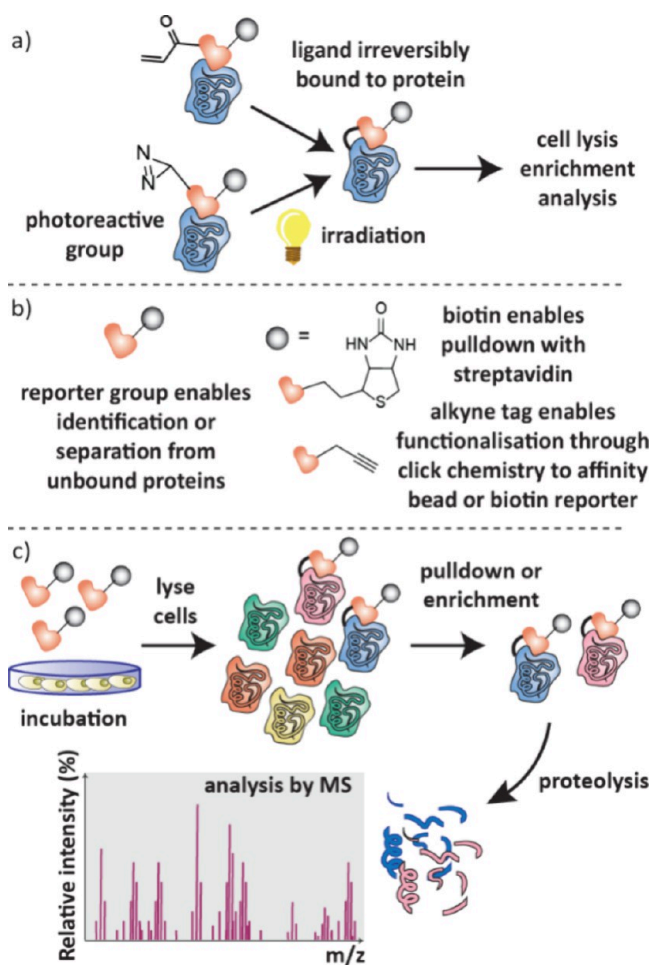 a)
O
ligand irreversibly
bound to protein
cell lysis
enrichment
analysis
N
N
photoreactive
group
irradiation
b)
=
O
HN
NH
S
biotin enables
pulldown with
streptavidin
reporter group enables
identification or
separation from
unbound proteins
alkyne tag enables
functionalisation through
click chemistry to affinity
bead or biotin reporter
c)
lyse
cells
pulldown or
enrichment
incubation
proteolysis
analysis by MS
Relative intensity (%)
m/z